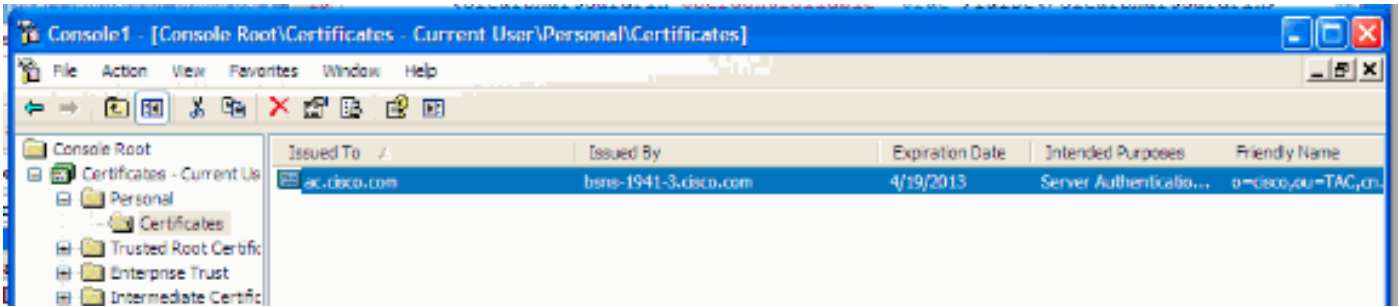 Console1 - [Console Root\Certificates - Current User\Personal\Certificates]
File Action View Favorites Window Help
Console Root
Issued To
Issued By
Expiration Date
Intended Purposes
Friendly Name
Certificates - Current Us
ac.cisco.com
bsns-1941-3.cisco.com
4/19/2013
Server Authenticatio...
o=cisco,ou=TAC,cn.
Personal
Certificates
Trusted Root Certific
Enterprise Trust
Intermediate Certific